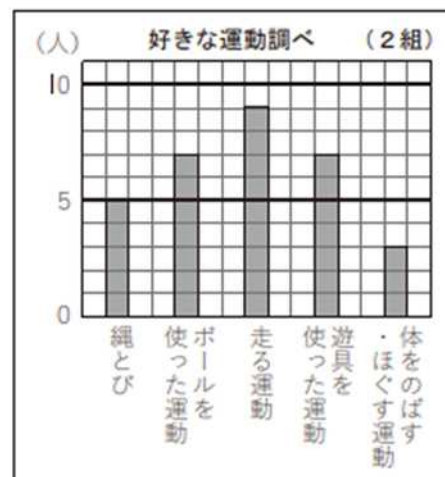 好きな運動調べ
(2組)
(人)
10
5
0
縄とび
ボールを
使った運動
走る運動
遊具を
使った運動
体をのばす
・ほぐす運動